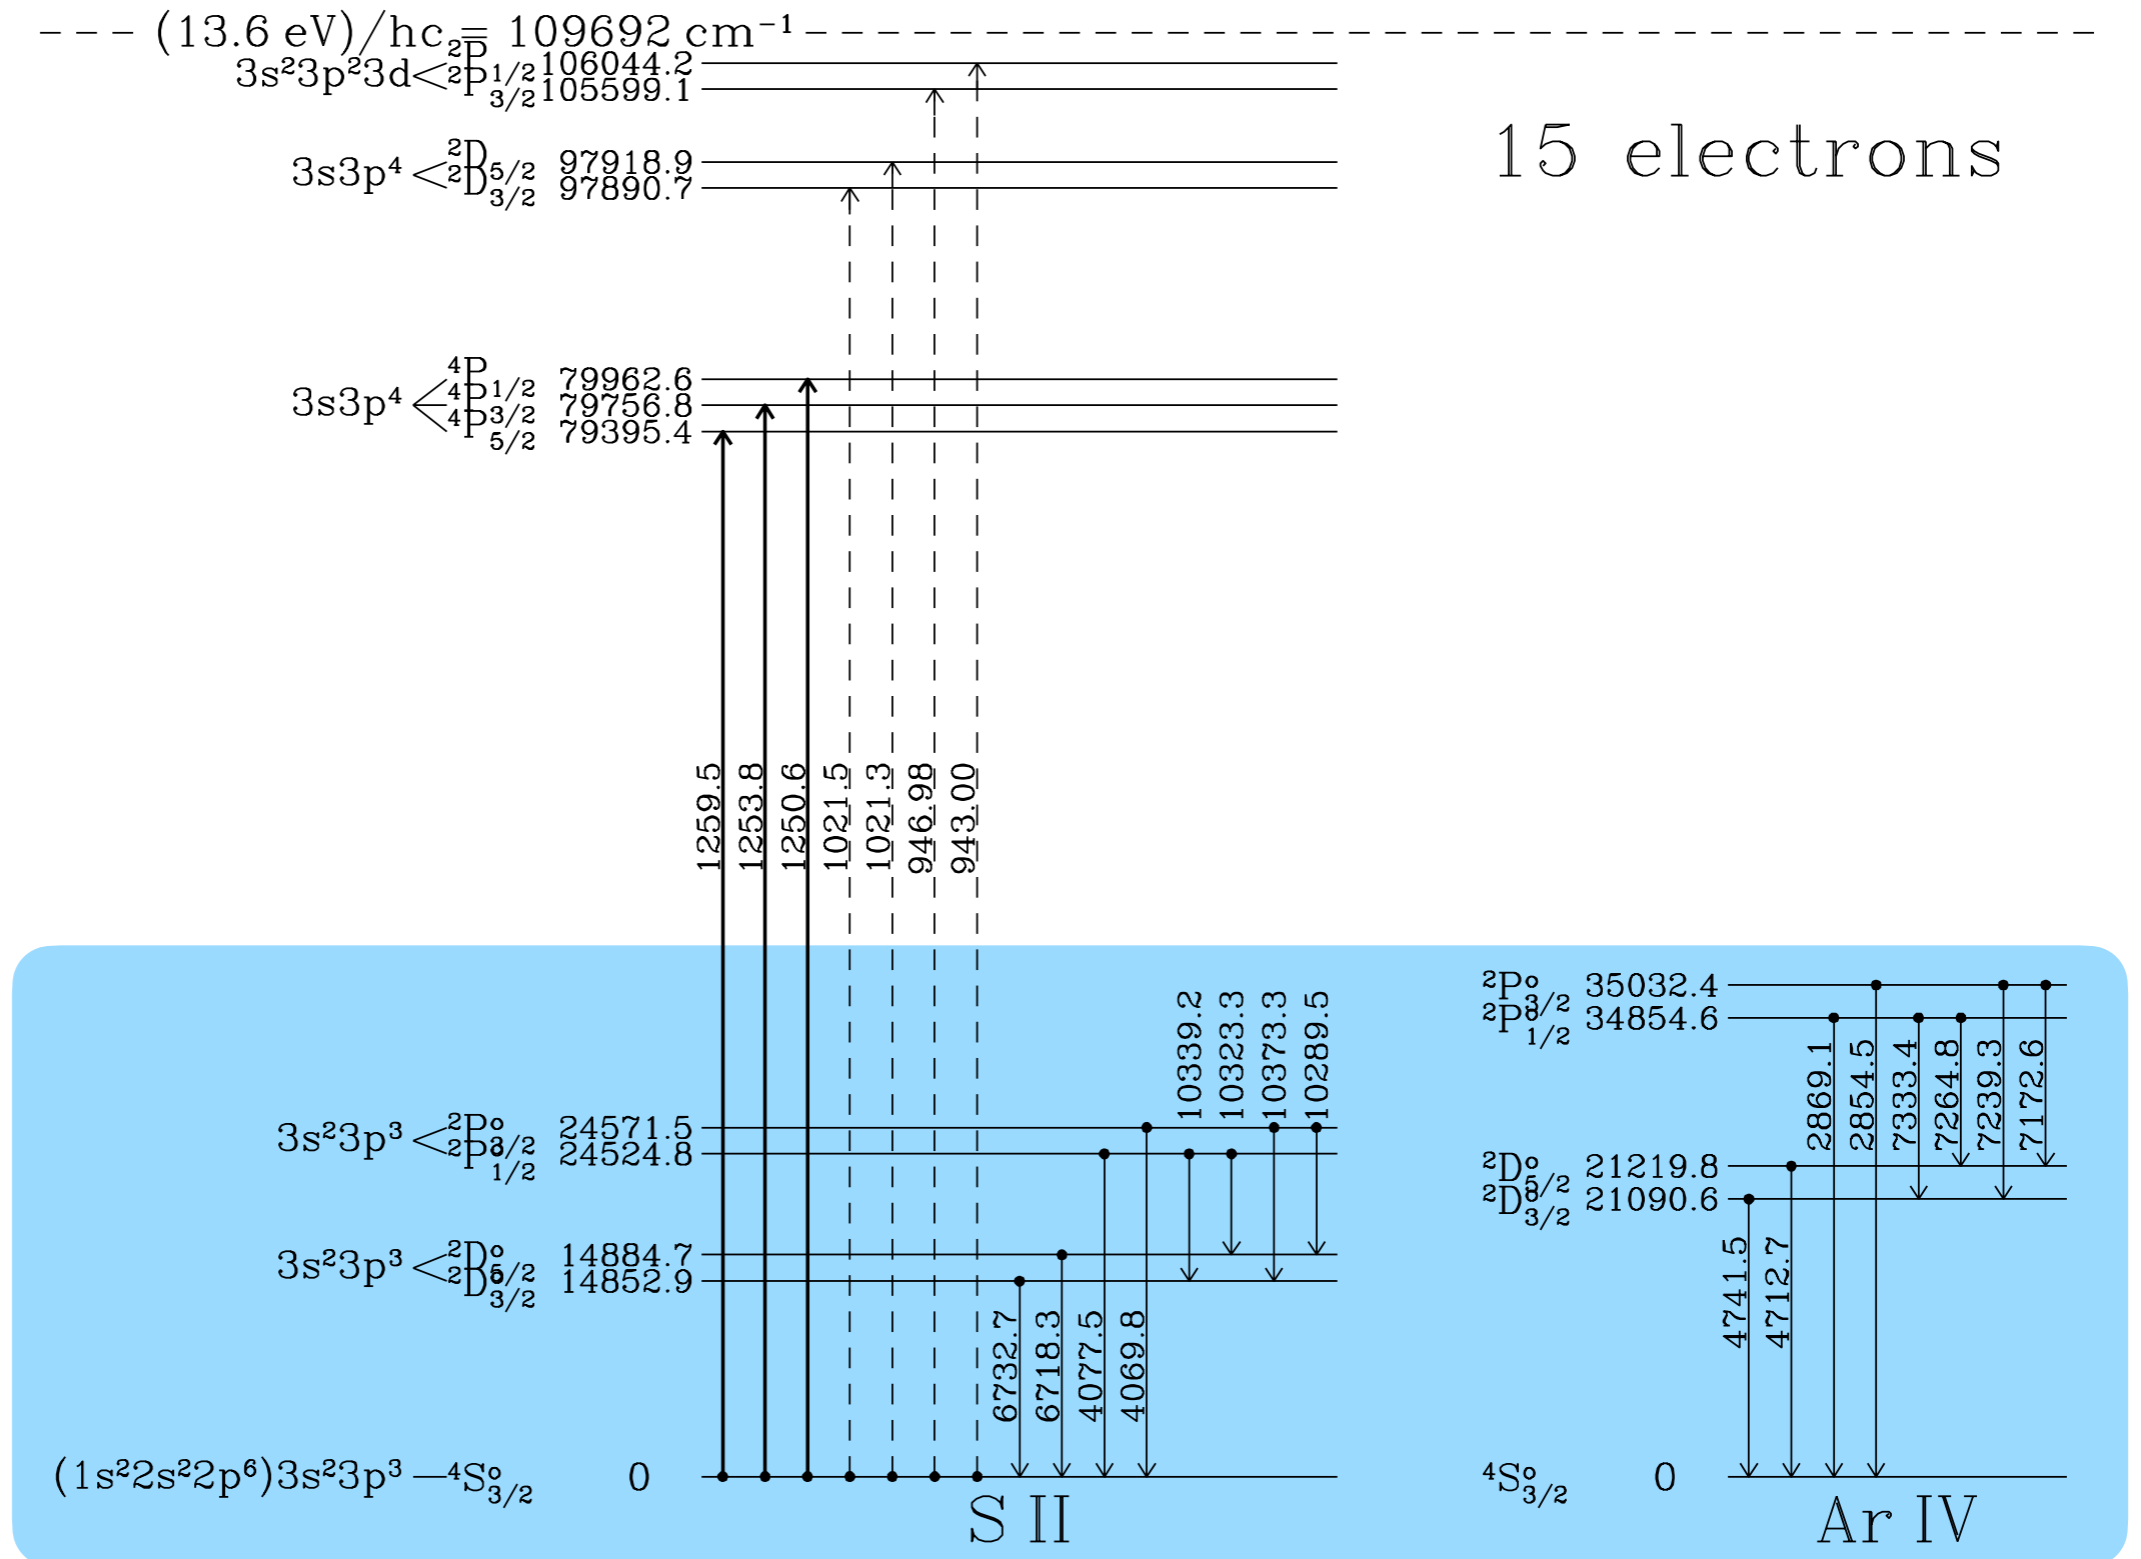 (13.6 eV)/hc = 109692 cm⁻¹
3s²3p²3d
²P₁/₂ 106044.2
²P₃/₂ 105599.1
15 electrons
3s3p⁴
²D₅/₂ 97918.9
²D₃/₂ 97890.7
3s3p⁴
⁴P₁/₂ 79962.6
⁴P₃/₂ 79756.8
⁴P₅/₂ 79395.4
1259.5
1253.8
1250.6
1021.5
1021.3
946.98
943.00
3s²3p³
²P°₃/₂ 24571.5
²P°₁/₂ 24524.8
10339.2
10323.3
10373.3
10289.5
3s²3p³
²D°₅/₂ 14884.7
²D°₃/₂ 14852.9
6732.7
6718.3
4077.5
4069.8
(1s²2s²2p⁶)3s²3p³ ⁴S°₃/₂ 0
S II
²P°₃/₂ 35032.4
²P°₁/₂ 34854.6
2869.1
2854.5
7333.4
7264.8
7239.3
7172.6
²D°₅/₂ 21219.8
²D°₃/₂ 21090.6
4741.5
4712.7
⁴S°₃/₂ 0
Ar IV